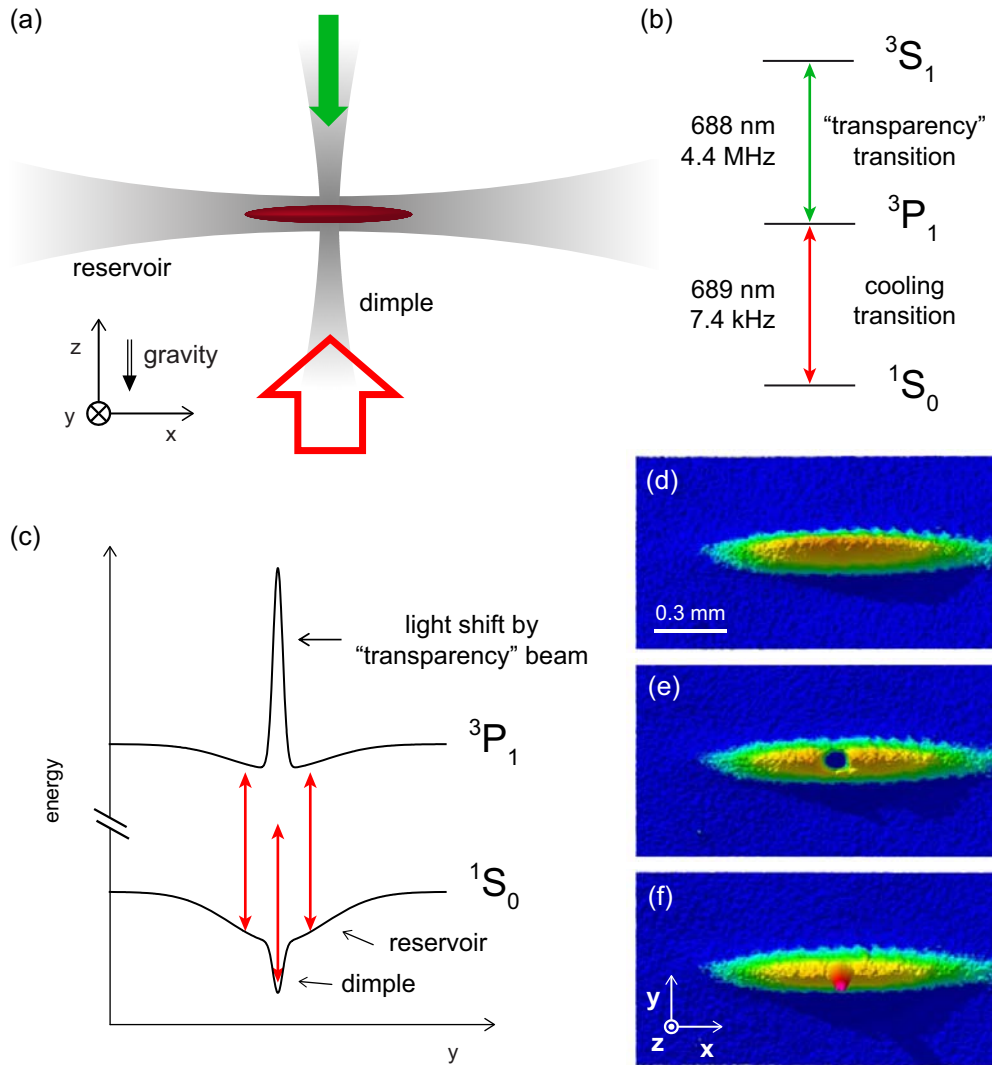 (a)
reservoir
dimple
z
gravity
y
x
(b)
³S₁
688 nm
4.4 MHz
"transparency"
transition
³P₁
689 nm
7.4 kHz
cooling
transition
¹S₀
(c)
light shift by
"transparency" beam
³P₁
energy
¹S₀
reservoir
dimple
y
(d)
0.3 mm
(e)
(f)
y
z
x